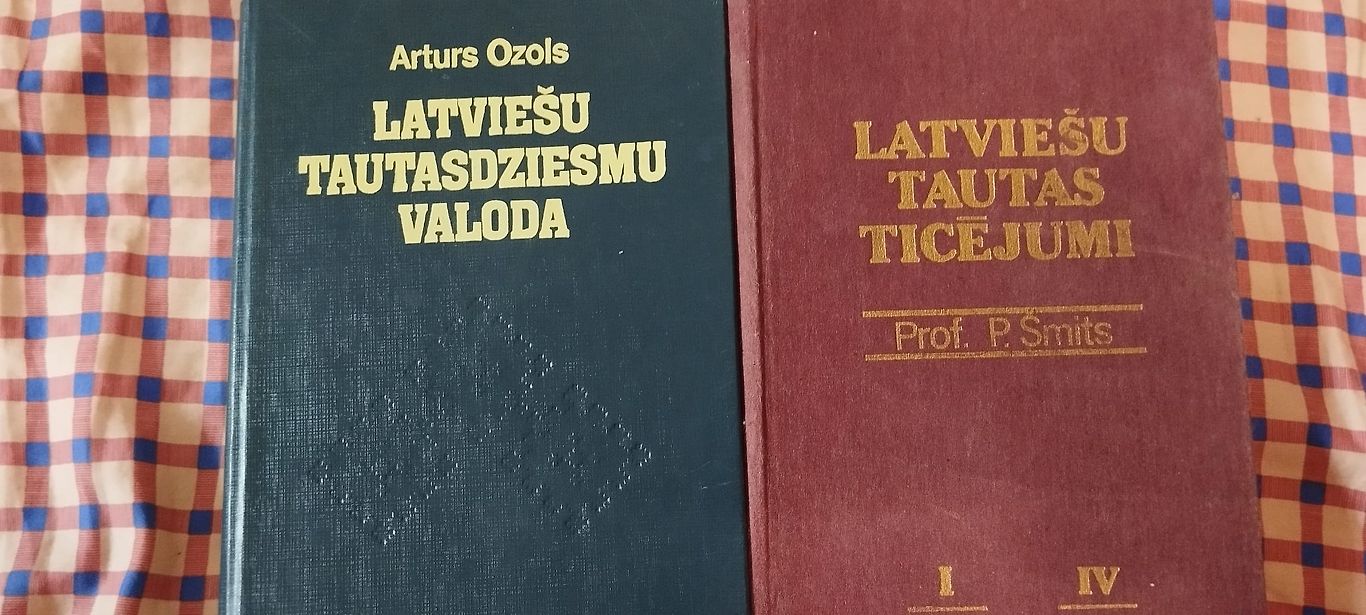 Arturs Ozols
LATVIEŠU
TAUTASDZIESMU
VALODA
LATVIEŠU
TAUTAS
TICĒJUMI
Prof. P. Šmits
I IV